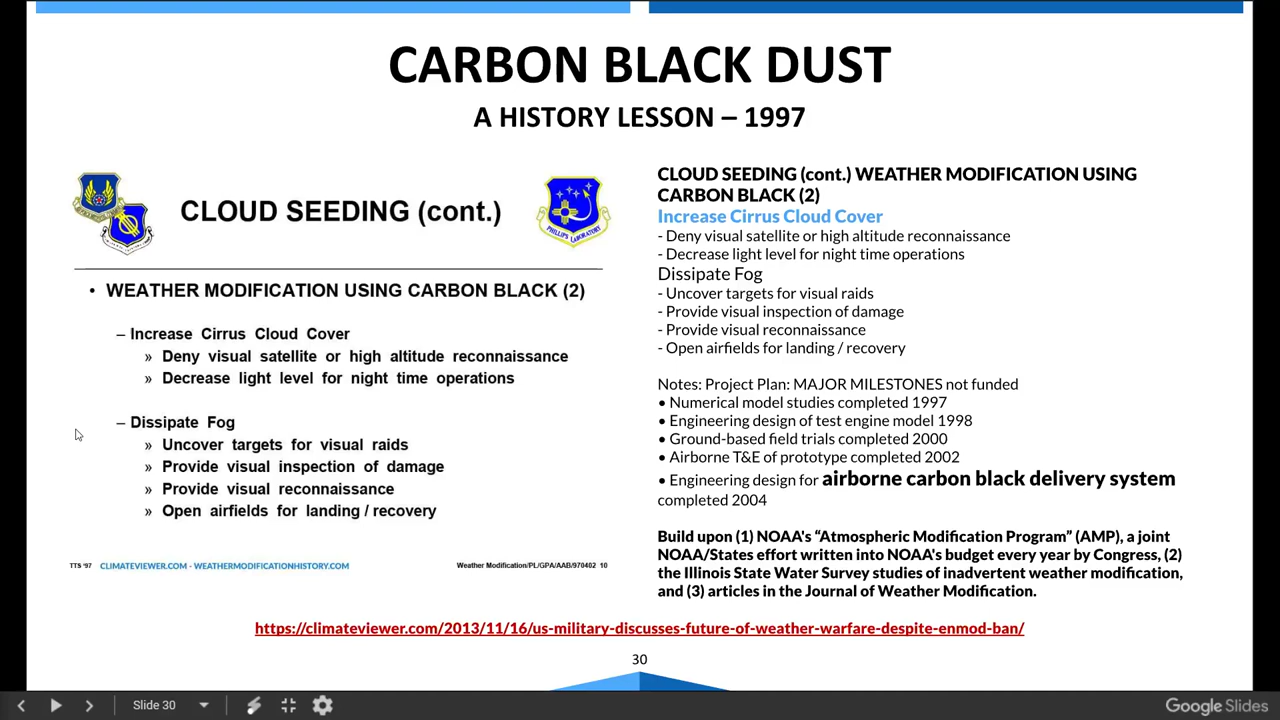 CARBON BLACK DUST
A HISTORY LESSON – 1997
CLOUD SEEDING (cont.)
PHILLIPS LABORATORY
• WEATHER MODIFICATION USING CARBON BLACK (2)
– Increase Cirrus Cloud Cover
» Deny visual satellite or high altitude reconnaissance
» Decrease light level for night time operations
– Dissipate Fog
» Uncover targets for visual raids
» Provide visual inspection of damage
» Provide visual reconnaissance
» Open airfields for landing / recovery
TTS '97 CLIMATEVIEWER.COM - WEATHERMODIFICATIONHISTORY.COM Weather Modification/PL/GPA/AAB/970402 10
CLOUD SEEDING (cont.) WEATHER MODIFICATION USING
CARBON BLACK (2)
Increase Cirrus Cloud Cover
- Deny visual satellite or high altitude reconnaissance
- Decrease light level for night time operations
Dissipate Fog
- Uncover targets for visual raids
- Provide visual inspection of damage
- Provide visual reconnaissance
- Open airfields for landing / recovery
Notes: Project Plan: MAJOR MILESTONES not funded
• Numerical model studies completed 1997
• Engineering design of test engine model 1998
• Ground-based field trials completed 2000
• Airborne T&E of prototype completed 2002
• Engineering design for airborne carbon black delivery system
completed 2004
Build upon (1) NOAA's “Atmospheric Modification Program” (AMP), a joint
NOAA/States effort written into NOAA's budget every year by Congress, (2)
the Illinois State Water Survey studies of inadvertent weather modification,
and (3) articles in the Journal of Weather Modification.
https://climateviewer.com/2013/11/16/us-military-discusses-future-of-weather-warfare-despite-enmod-ban/
30
Slide 30
Google Slides